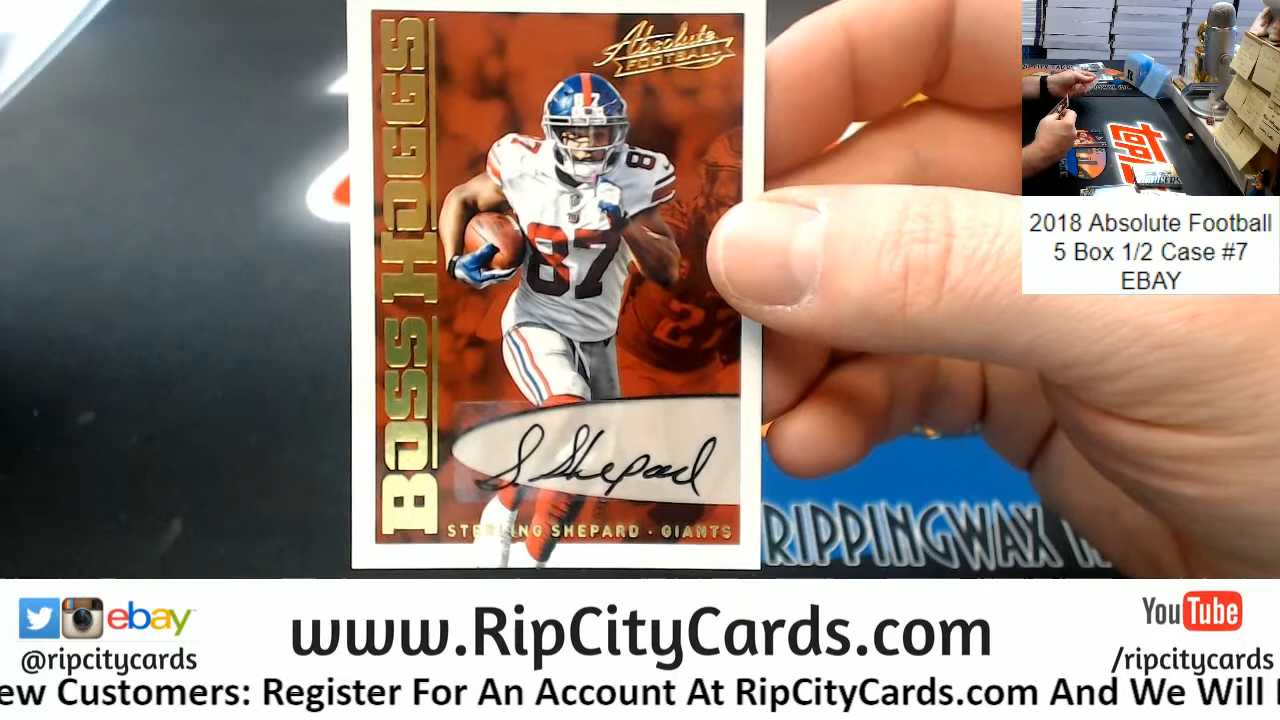 BOSS HOGGS
Absolute
FOOTBALL
87
87
87
S. Shepard
STERLING SHEPARD · GIANTS
2018 Absolute Football
5 Box 1/2 Case #7
EBAY
RIPPINGWAX
ebay
@ripcitycards
www.RipCityCards.com
YouTube
/ripcitycards
ew Customers: Register For An Account At RipCityCards.com And We Will